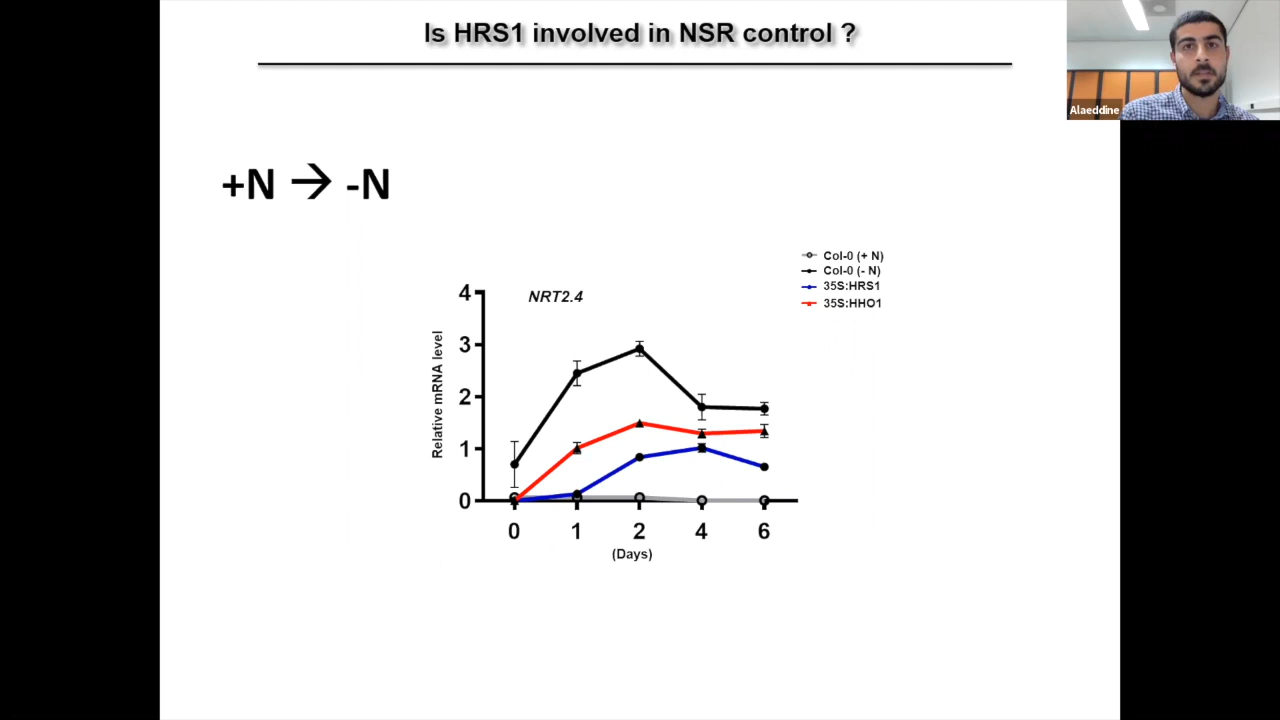 Is HRS1 involved in NSR control ?
Alaeddine
+N → -N
Col-0 (+ N)
Col-0 (- N)
35S:HRS1
35S:HHO1
NRT2.4
Relative mRNA level
4
3
2
1
0
0 1 2 4 6
(Days)